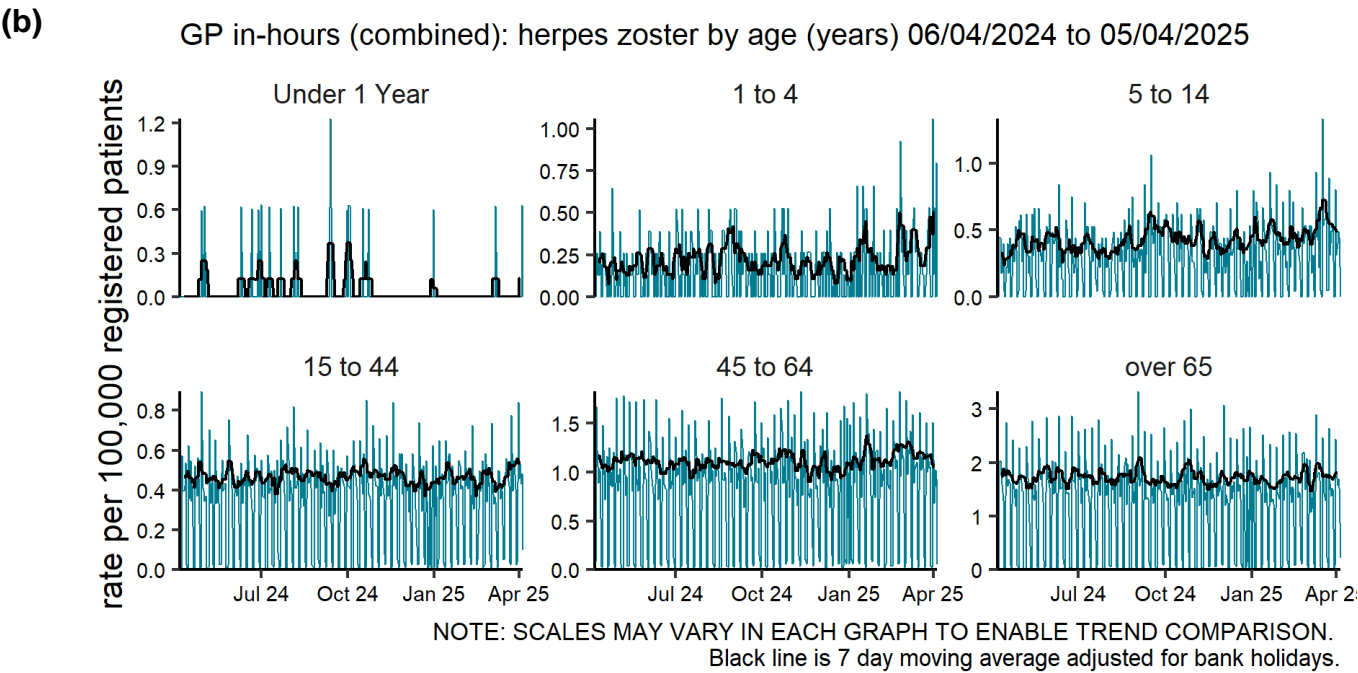 (b)
GP in-hours (combined): herpes zoster by age (years) 06/04/2024 to 05/04/2025
rate per 100,000 registered patients
Under 1 Year
1.2
0.9
0.6
0.3
0.0
1 to 4
1.00
0.75
0.50
0.25
0.00
5 to 14
1.0
0.5
0.0
15 to 44
0.8
0.6
0.4
0.2
0.0
Jul 24 Oct 24 Jan 25 Apr 25
45 to 64
1.5
1.0
0.5
0.0
Jul 24 Oct 24 Jan 25 Apr 25
over 65
3
2
1
0
Jul 24 Oct 24 Jan 25 Apr 25
NOTE: SCALES MAY VARY IN EACH GRAPH TO ENABLE TREND COMPARISON.
Black line is 7 day moving average adjusted for bank holidays.